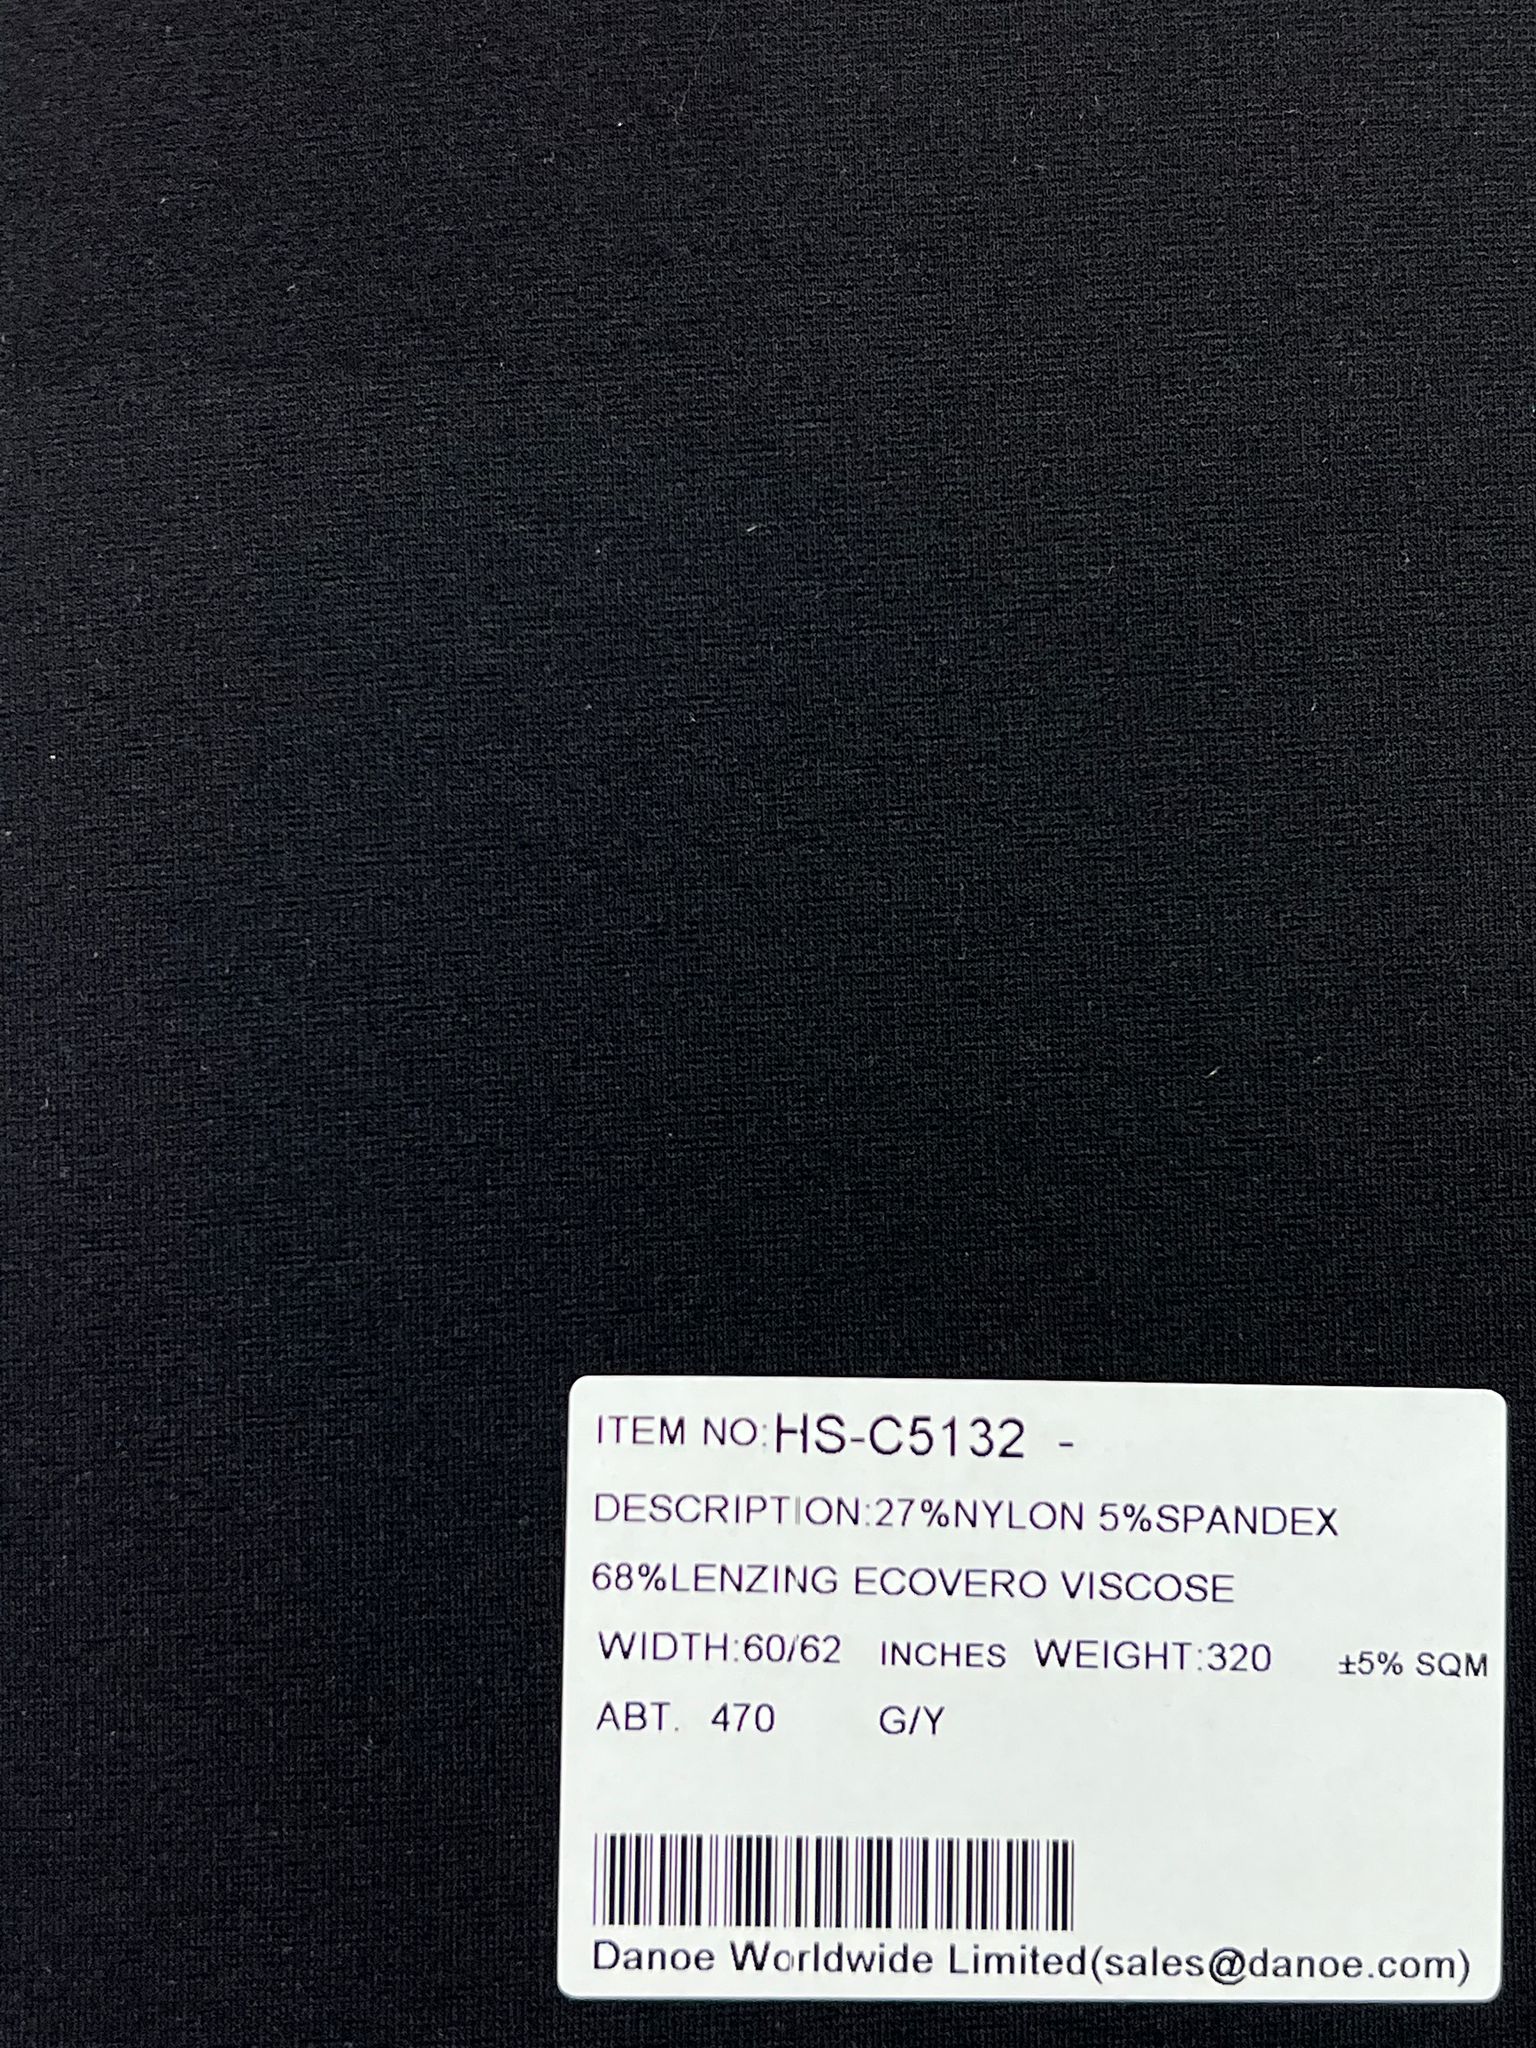 ITEM NO:HS-C5132 -
DESCRIPTION:27%NYLON 5%SPANDEX
68%LENZING ECOVERO VISCOSE
WIDTH:60/62 INCHES WEIGHT:320 ±5% SQM
ABT. 470 G/Y
Danoe Worldwide Limited(sales@danoe.com)